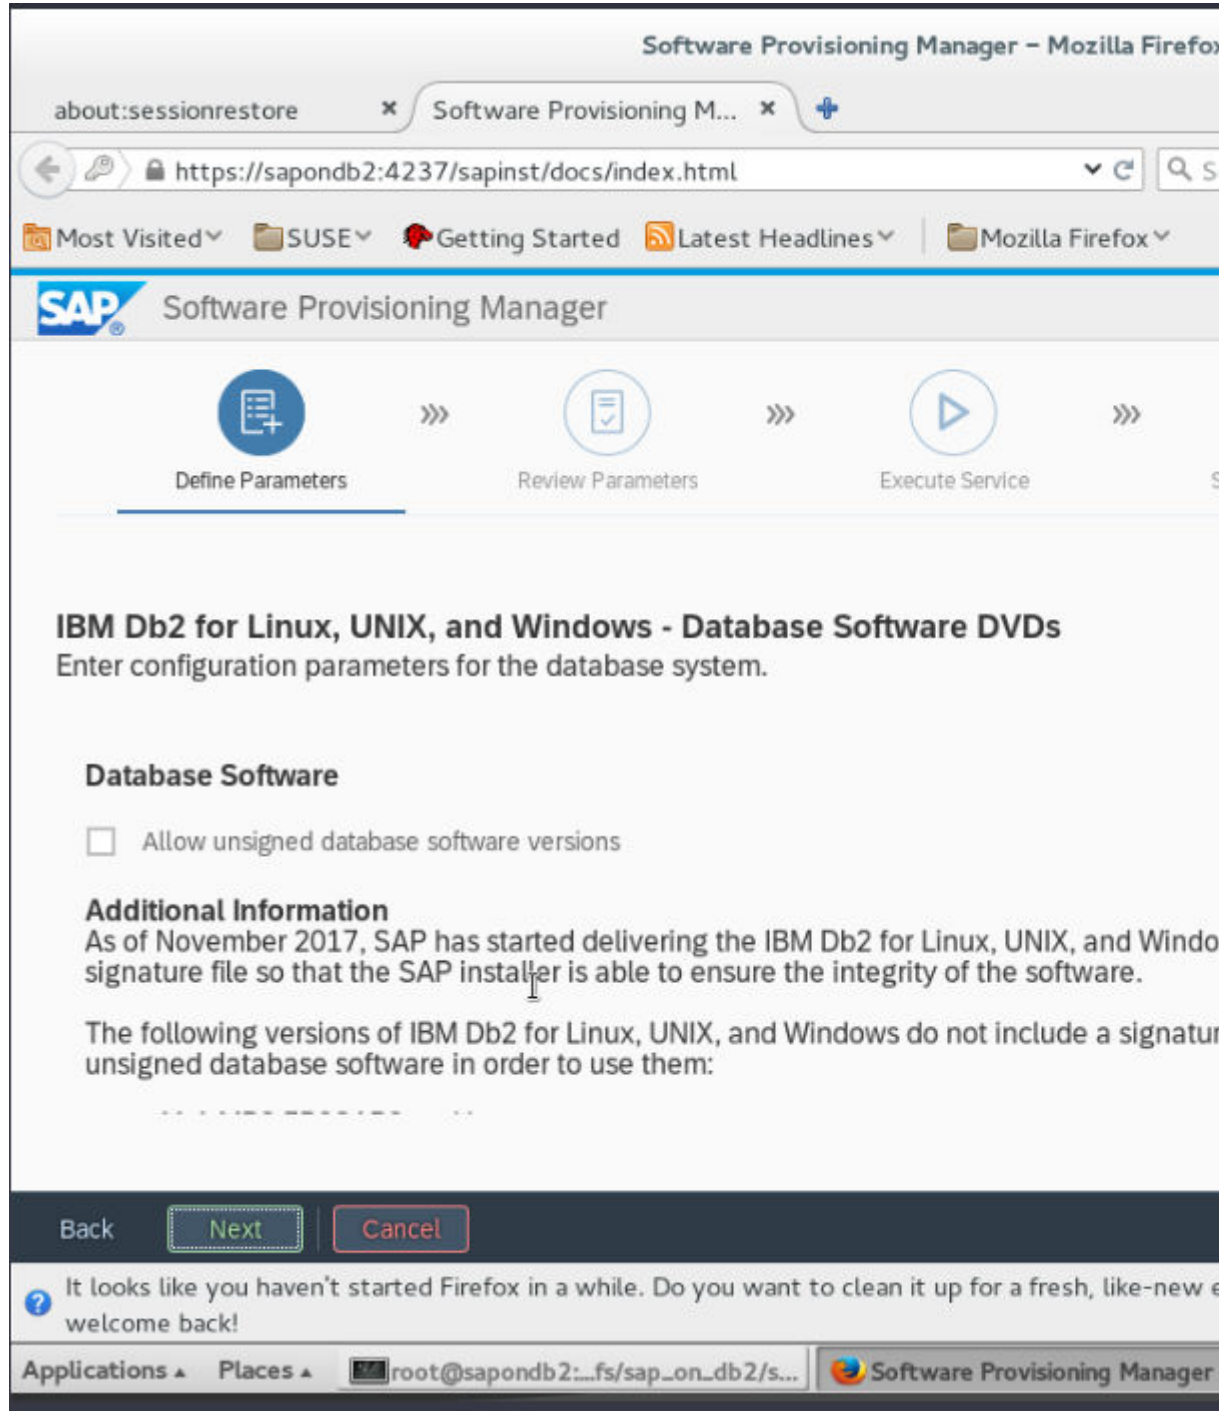 Software Provisioning Manager – Mozilla Firefox
about:sessionrestore
Software Provisioning M...
https://sapondb2:4237/sapinst/docs/index.html
Most Visited
SUSE
Getting Started
Latest Headlines
Mozilla Firefox
SAP ®
Software Provisioning Manager
Define Parameters
Review Parameters
Execute Service
IBM Db2 for Linux, UNIX, and Windows - Database Software DVDs
Enter configuration parameters for the database system.
Database Software
Allow unsigned database software versions
Additional Information
As of November 2017, SAP has started delivering the IBM Db2 for Linux, UNIX, and Windo
signature file so that the SAP installer is able to ensure the integrity of the software.
The following versions of IBM Db2 for Linux, UNIX, and Windows do not include a signatur
unsigned database software in order to use them:
Back
Next
Cancel
It looks like you haven't started Firefox in a while. Do you want to clean it up for a fresh, like-new e
welcome back!
Applications
Places
root@sapondb2:...fs/sap_on_db2/s...
Software Provisioning Manager